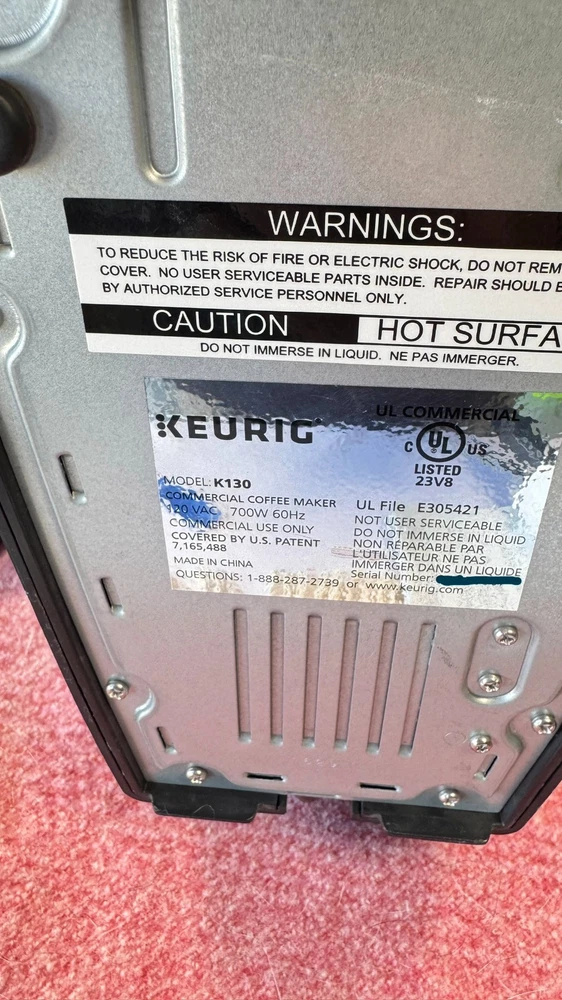 WARNINGS:
TO REDUCE THE RISK OF FIRE OR ELECTRIC SHOCK, DO NOT REM
COVER. NO USER SERVICEABLE PARTS INSIDE. REPAIR SHOULD B
BY AUTHORIZED SERVICE PERSONNEL ONLY.
CAUTION HOT SURFA
DO NOT IMMERSE IN LIQUID. NE PAS IMMERGER.
KEURIG
UL COMMERCIAL
C UL US
LISTED
23V8
MODEL: K130
COMMERCIAL COFFEE MAKER
120 VAC 700W 60Hz
COMMERCIAL USE ONLY
COVERED BY U.S. PATENT
7,165,488
MADE IN CHINA
UL File E305421
NOT USER SERVICEABLE
DO NOT IMMERSE IN LIQUID
NON RÉPARABLE PAR
L'UTILISATEUR NE PAS
IMMERGER DANS UN LIQUIDE
Serial Number:
QUESTIONS: 1-888-287-2739 or www.keurig.com